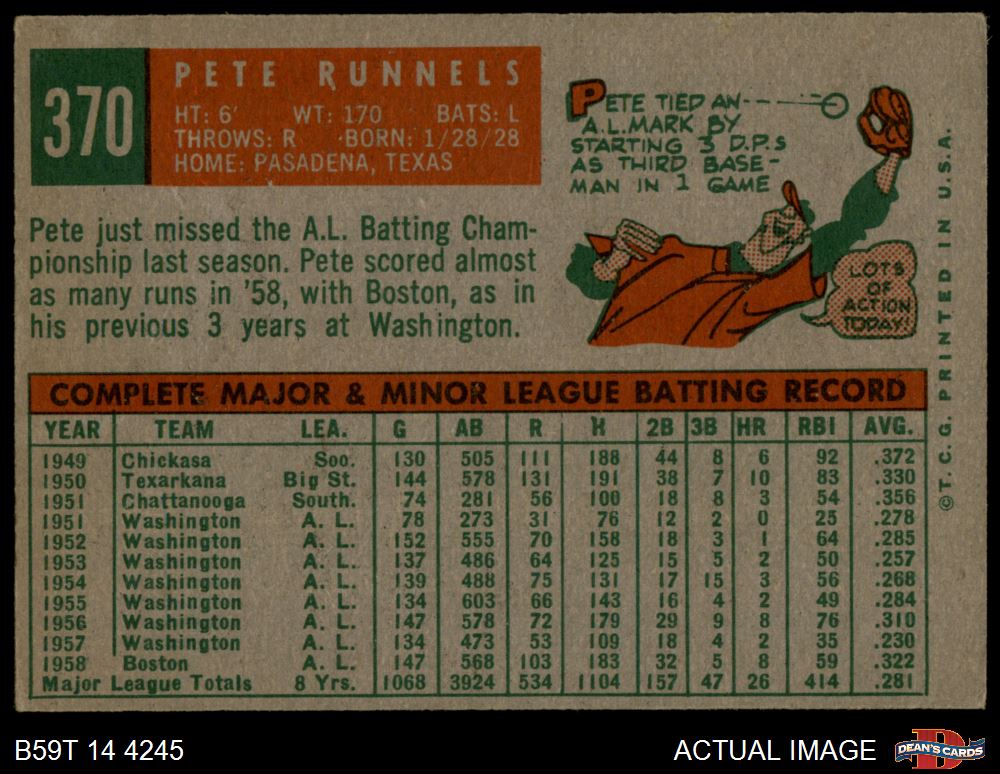 370
PETE RUNNELS
HT: 6' WT: 170 BATS: L
THROWS: R BORN: 1/28/28
HOME: PASADENA, TEXAS
PETE TIED AN
A.L. MARK BY
STARTING 3 D.P.S
AS THIRD BASE-
MAN IN 1 GAME
LOTS
OF
ACTION
TODAY!
Pete just missed the A.L. Batting Cham-
pionship last season. Pete scored almost
as many runs in '58, with Boston, as in
his previous 3 years at Washington.
COMPLETE MAJOR & MINOR LEAGUE BATTING RECORD
YEAR TEAM LEA. G AB R H 2B 3B HR RBI AVG.
1949 Chickasa Soo. 130 505 111 188 44 8 6 92 .372
1950 Texarkana Big St. 144 578 131 191 38 7 10 83 .330
1951 Chattanooga South. 74 281 56 100 18 8 3 54 .356
1951 Washington A. L. 78 273 31 76 12 2 0 25 .278
1952 Washington A. L. 152 555 70 158 18 3 1 64 .285
1953 Washington A. L. 137 486 64 125 15 5 2 50 .257
1954 Washington A. L. 139 488 75 131 17 15 3 56 .268
1955 Washington A. L. 134 603 66 143 16 4 2 49 .284
1956 Washington A. L. 147 578 72 179 29 9 8 76 .310
1957 Washington A. L. 134 473 53 109 18 4 2 35 .230
1958 Boston A. L. 147 568 103 183 32 5 8 59 .322
Major League Totals 8 Yrs. 1068 3924 534 1104 157 47 26 414 .281
©T. C. G. PRINTED IN U.S.A.
B59T 14 4245
ACTUAL IMAGE
D
DEAN'S CARDS